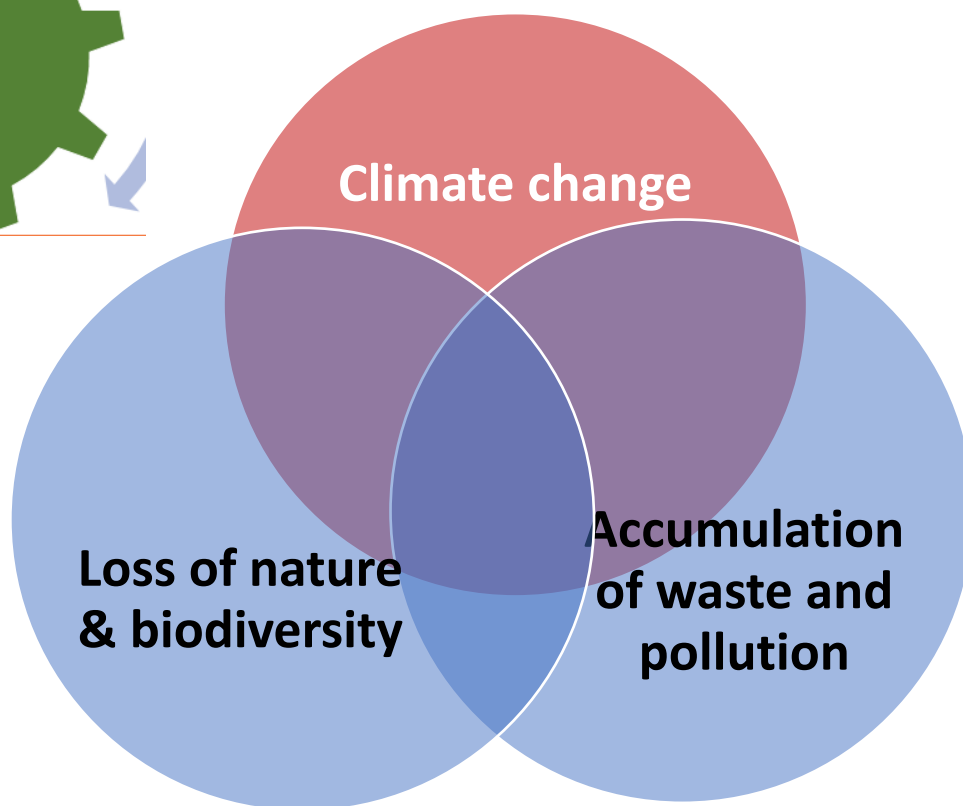 Climate change
Loss of nature
& biodiversity
Accumulation
of waste and
pollution